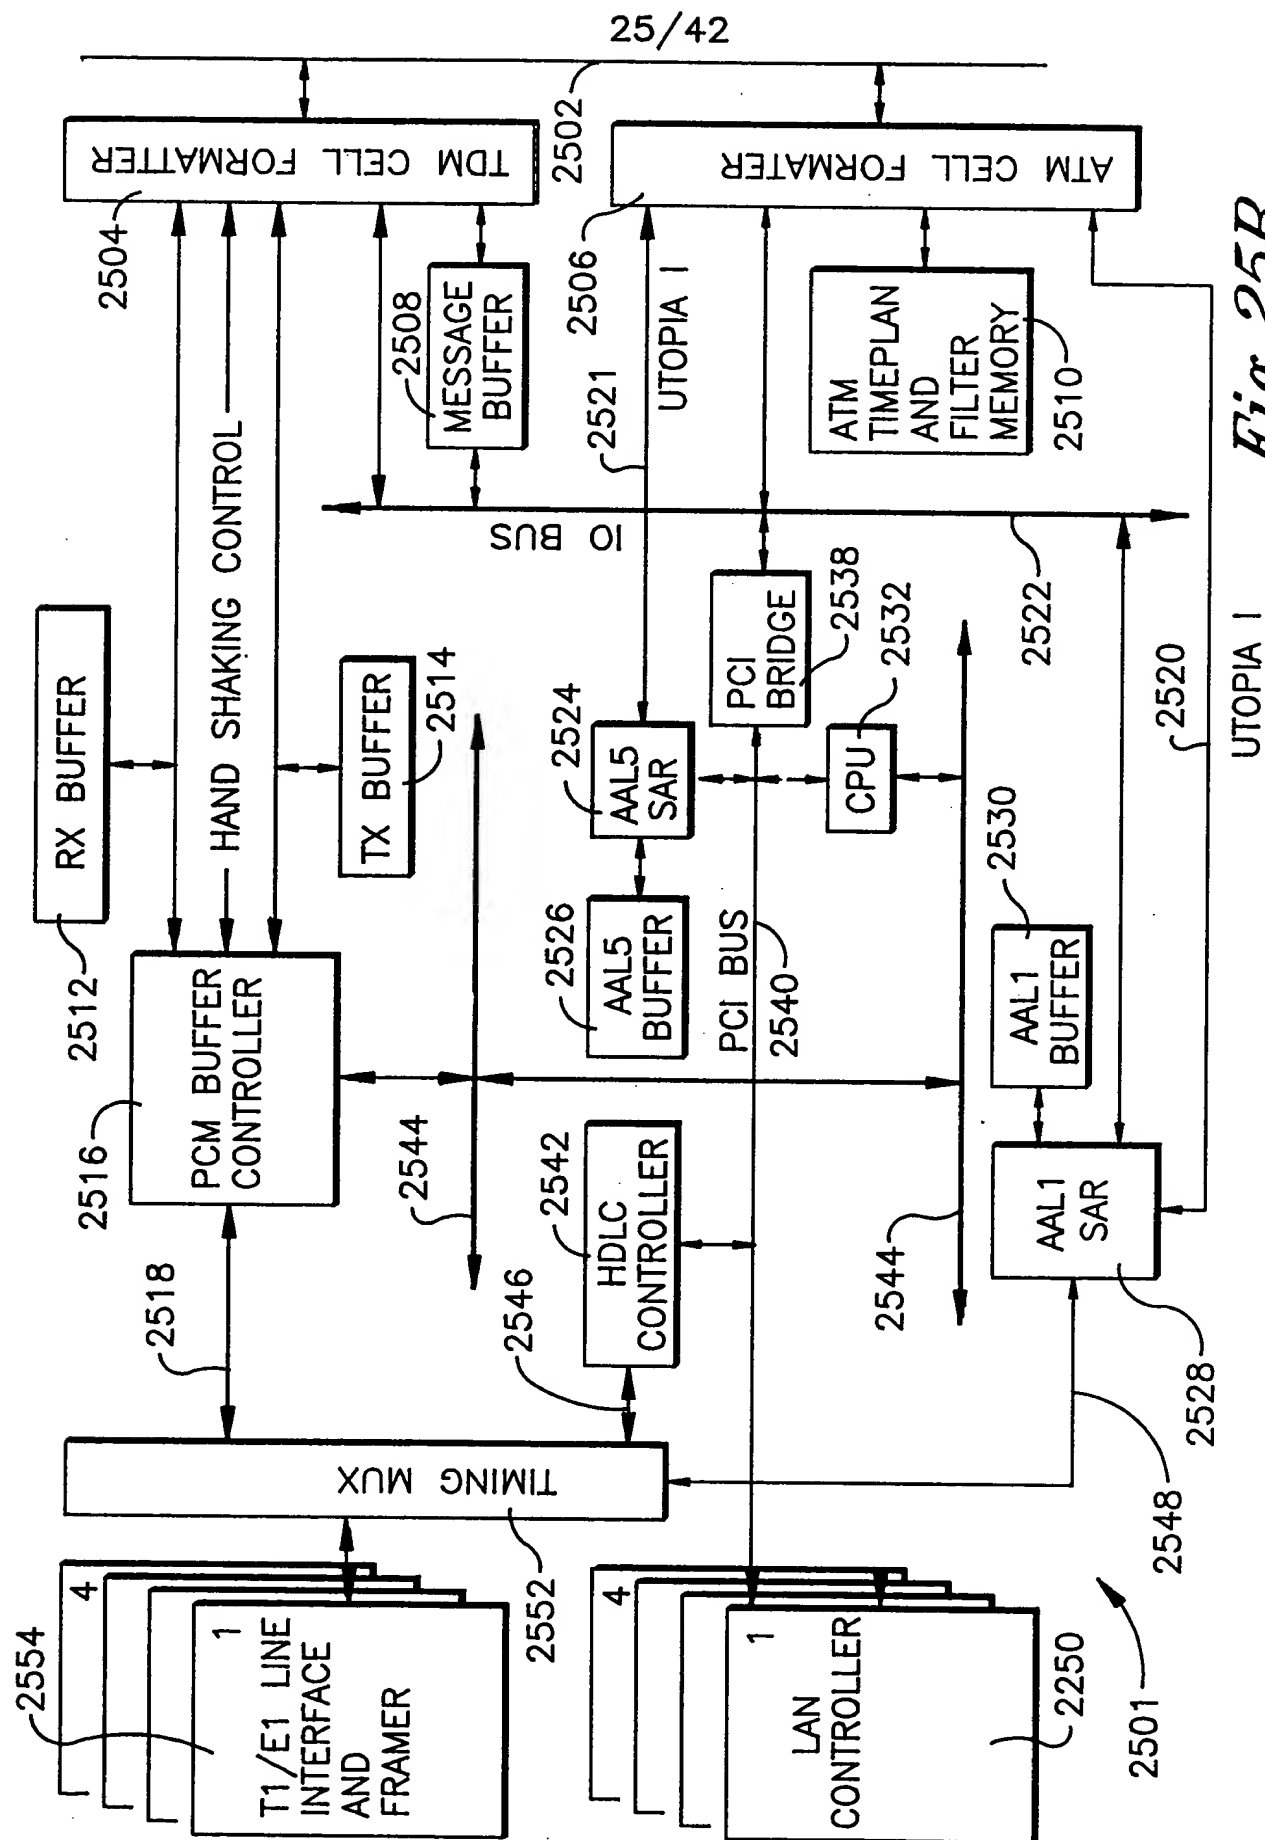 25/42
2554
4
1
T1/E1 LINE
INTERFACE
AND
FRAMER
2552
TIMING MUX
2518
2516
PCM BUFFER
CONTROLLER
2512
RX BUFFER
HAND SHAKING CONTROL
TX BUFFER
2514
2504
TDM CELL FORMATTER
2502
2508
MESSAGE
BUFFER
2544
2546
2542
HDLC
CONTROLLER
2526
AAL5
BUFFER
2524
AAL5
SAR
2521
UTOPIA I
IO BUS
2506
ATM CELL FORMATER
ATM
TIMEPLAN
AND
FILTER
MEMORY
2510
PCI
BRIDGE
2538
2532
CPU
PCI BUS
2540
4
1
LAN
CONTROLLER
2250
2501
2544
2548
2528
AAL1
SAR
AAL1
BUFFER
2530
2522
2520
UTOPIA I
Fig. 25B